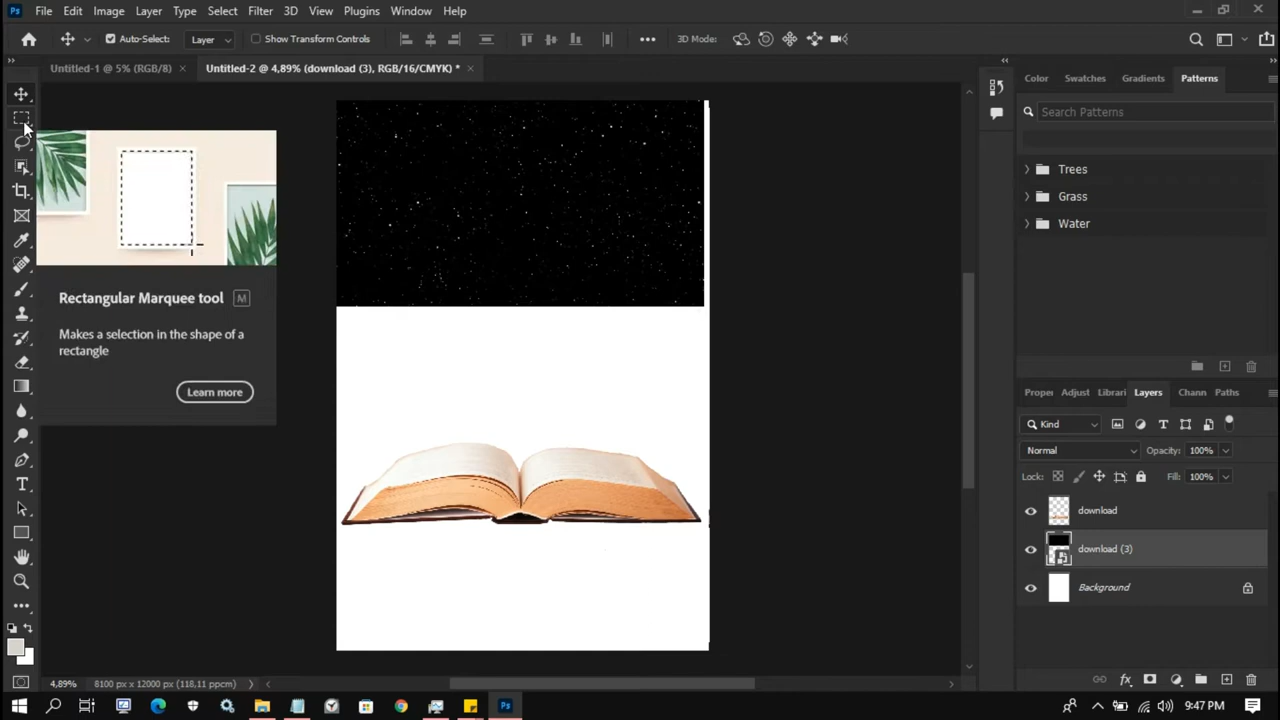 Ps File Edit Image Layer Type Select Filter 3D View Plugins Window Help
Auto-Select: Layer Show Transform Controls 3D Mode:
Untitled-1 @ 5% (RGB/8) × Untitled-2 @ 4,89% (download (3), RGB/16/CMYK) * ×
Color Swatches Gradients Patterns
Search Patterns
Trees
Grass
Water
Rectangular Marquee tool M
Makes a selection in the shape of a
rectangle
Learn more
Proper Adjust Librari Layers Chann Paths
Kind
Normal Opacity: 100%
Lock: Fill: 100%
download
download (3)
Background
4,89% 8100 px x 12000 px (118,11 ppcm)
Ps 9:47 PM